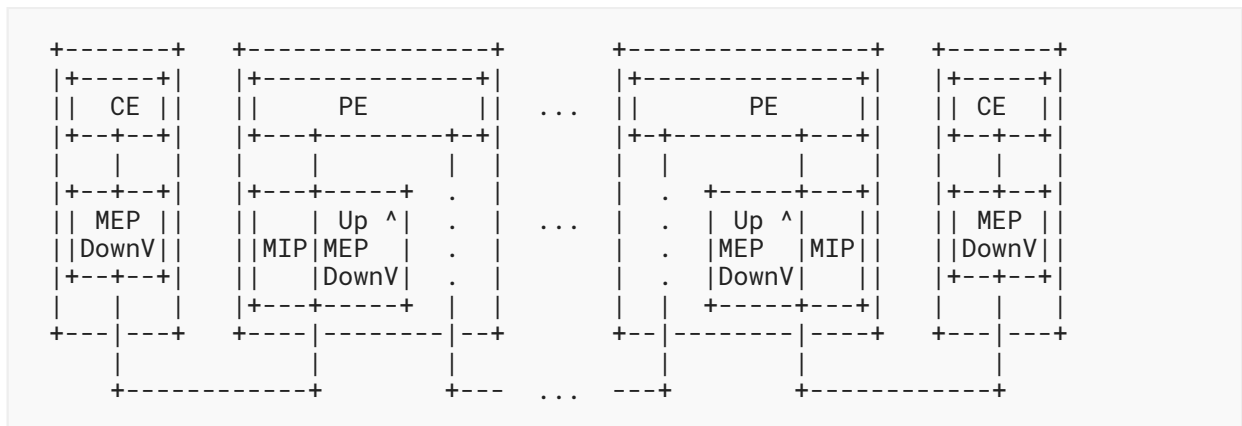 +-------+   +----------------+       +----------------+   +-------+
|+-----+|   |+--------------+|       |+--------------+|   |+-----+|
||  CE ||   ||     PE       ||  ...  ||        PE    ||   || CE  ||
|+--+--+|   |+---+--------+-+|       |+-+--------+---+|   |+--+--+|
|   |   |   |    |        |  |       |  |        |    |   |   |   |
|+--+--+|   |+---+-----+  .  |       |  .  +-----+---+|   |+--+--+|
|| MEP ||   ||   | Up ^|  .  |  ...  |  .  | Up ^|   ||   || MEP ||
||DownV||   ||MIP|MEP  |  .  |       |  .  |MEP  |MIP||   ||DownV||
|+--+--+|   ||   |DownV|  .  |       |  .  |DownV|   ||   |+--+--+|
|   |   |   |+---+-----+  |  |       |  |  +-----+---+|   |   |   |
+---|---+   +----|--------|--+       +--|--------|----+   +---|---+
    |            |        |             |        |            |
    +------------+        +---  ...  ---+        +------------+